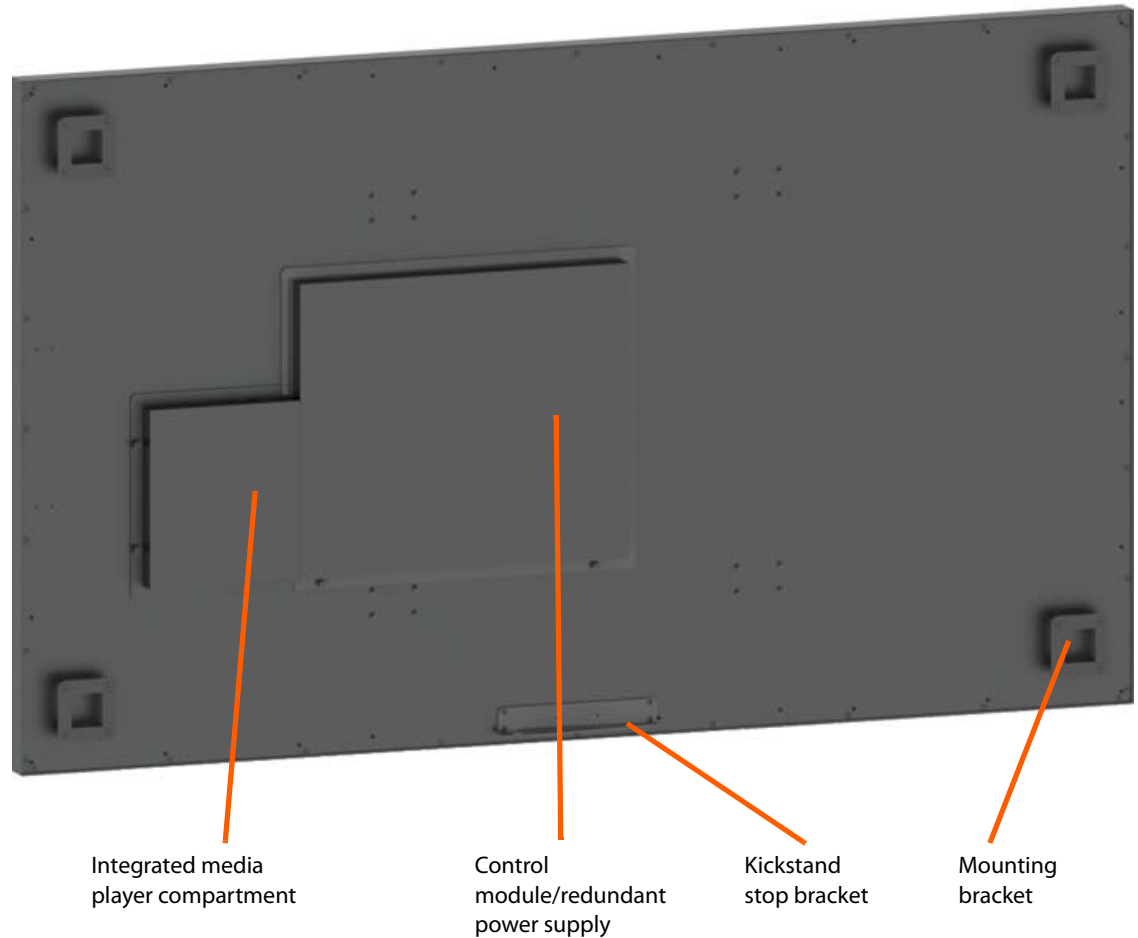 Integrated media
player compartment
Control
module/redundant
power supply
Kickstand
stop bracket
Mounting
bracket